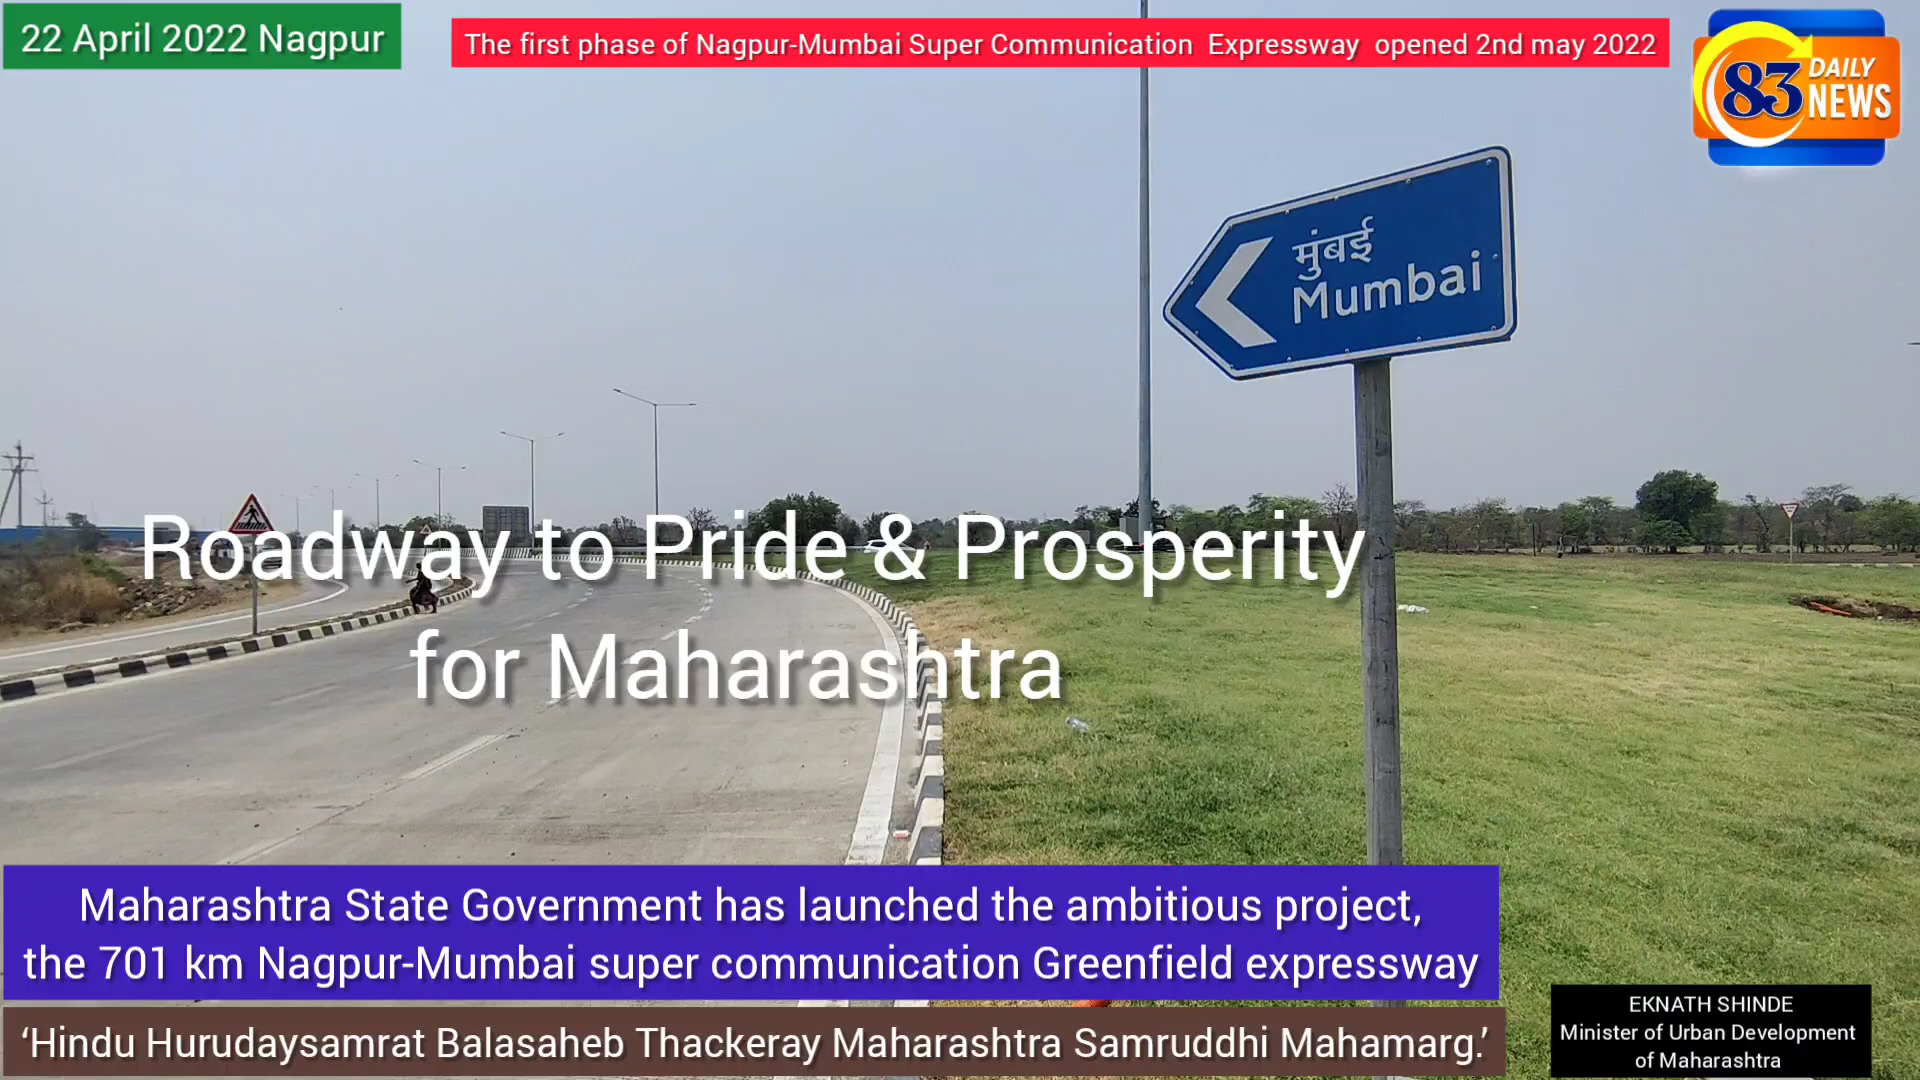 22 April 2022 Nagpur
The first phase of Nagpur-Mumbai Super Communication Expressway opened 2nd may 2022
83 DAILY
NEWS
मुंबई
Mumbai
Roadway to Pride & Prosperity
for Maharashtra
Maharashtra State Government has launched the ambitious project,
the 701 km Nagpur-Mumbai super communication Greenfield expressway
‘Hindu Hurudaysamrat Balasaheb Thackeray Maharashtra Samruddhi Mahamarg.’
EKNATH SHINDE
Minister of Urban Development
of Maharashtra